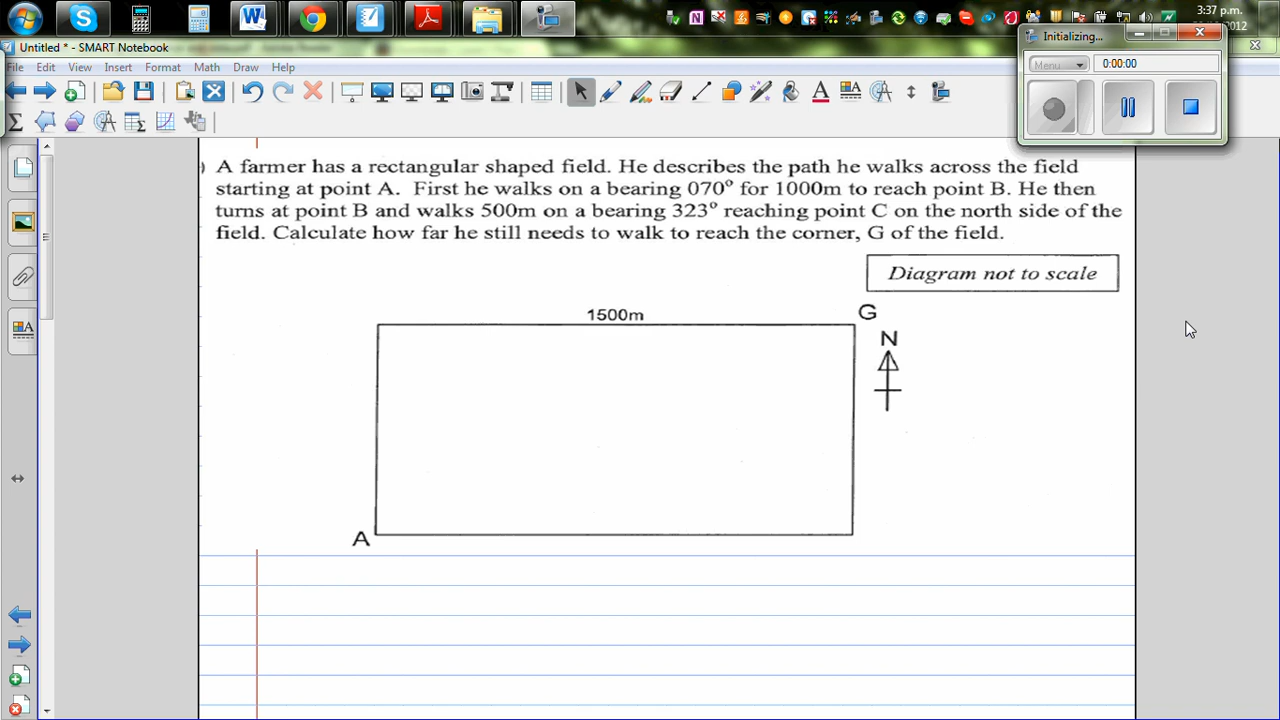 3:37 p.m.
2012
Untitled * - SMART Notebook
Initializing...
File Edit View Insert Format Math Draw Help
Menu
0:00:00
) A farmer has a rectangular shaped field. He describes the path he walks across the field
starting at point A. First he walks on a bearing 070° for 1000m to reach point B. He then
turns at point B and walks 500m on a bearing 323° reaching point C on the north side of the
field. Calculate how far he still needs to walk to reach the corner, G of the field.
Diagram not to scale
1500m
G
N
A